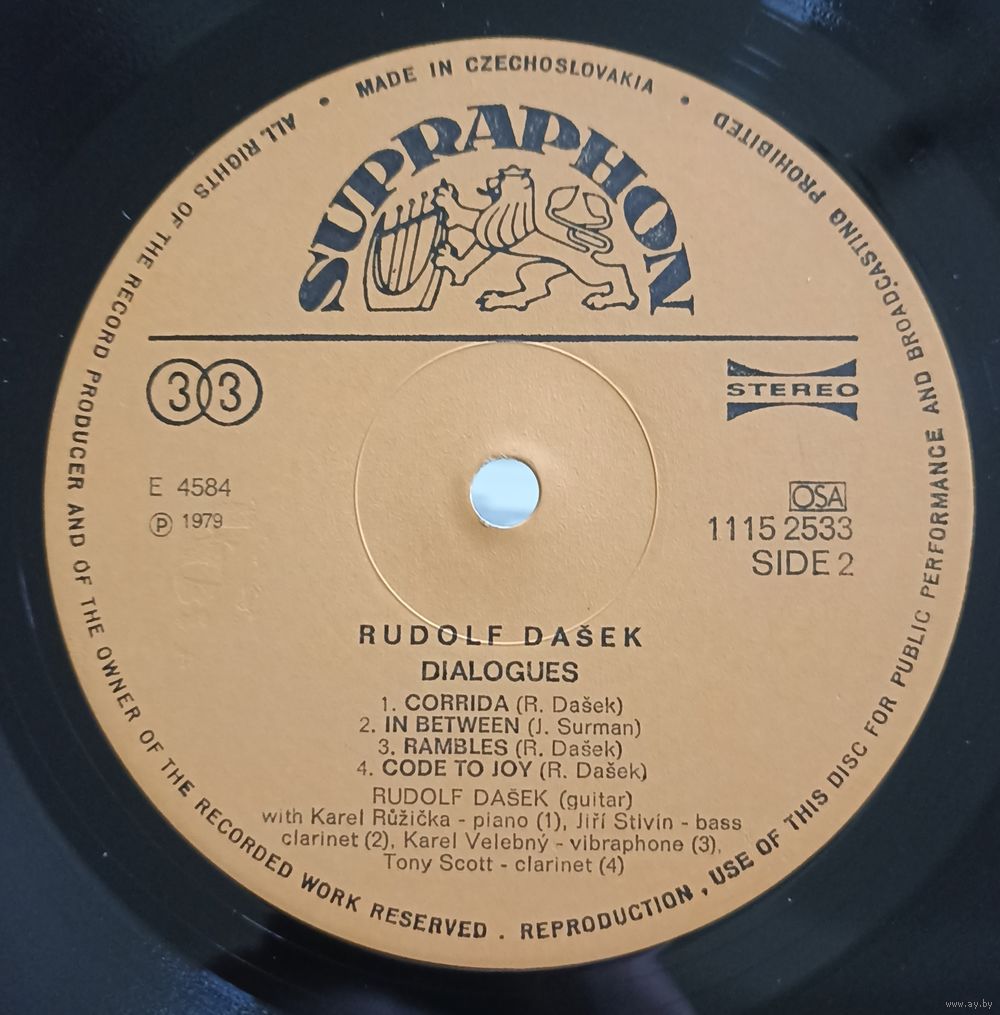 MADE IN CZECHOSLOVAKIA
SUPRAPHON
33
STEREO
E 4584
℗ 1979
OSA
1115 2533
SIDE 2
RUDOLF DAŠEK
DIALOGUES
1. CORRIDA (R. Dašek)
2. IN BETWEEN (J. Surman)
3. RAMBLES (R. Dašek)
4. CODE TO JOY (R. Dašek)
RUDOLF DAŠEK (guitar)
with Karel Růžička - piano (1), Jiří Stivín - bass
clarinet (2), Karel Velebný - vibraphone (3),
Tony Scott - clarinet (4)
ALL RIGHTS OF THE RECORD PRODUCER AND OF THE OWNER OF THE RECORDED WORK RESERVED . REPRODUCTION , USE OF THIS DISC FOR PUBLIC PERFORMANCE AND BROADCASTING PROHIBITED
www.ay.by